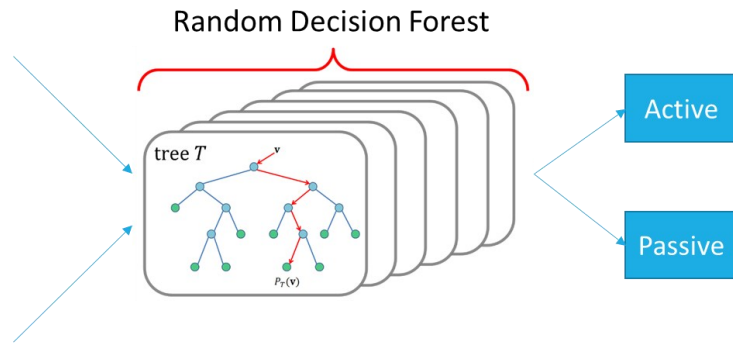 Random Decision Forest
tree T
v
P_T(v)
Active
Passive